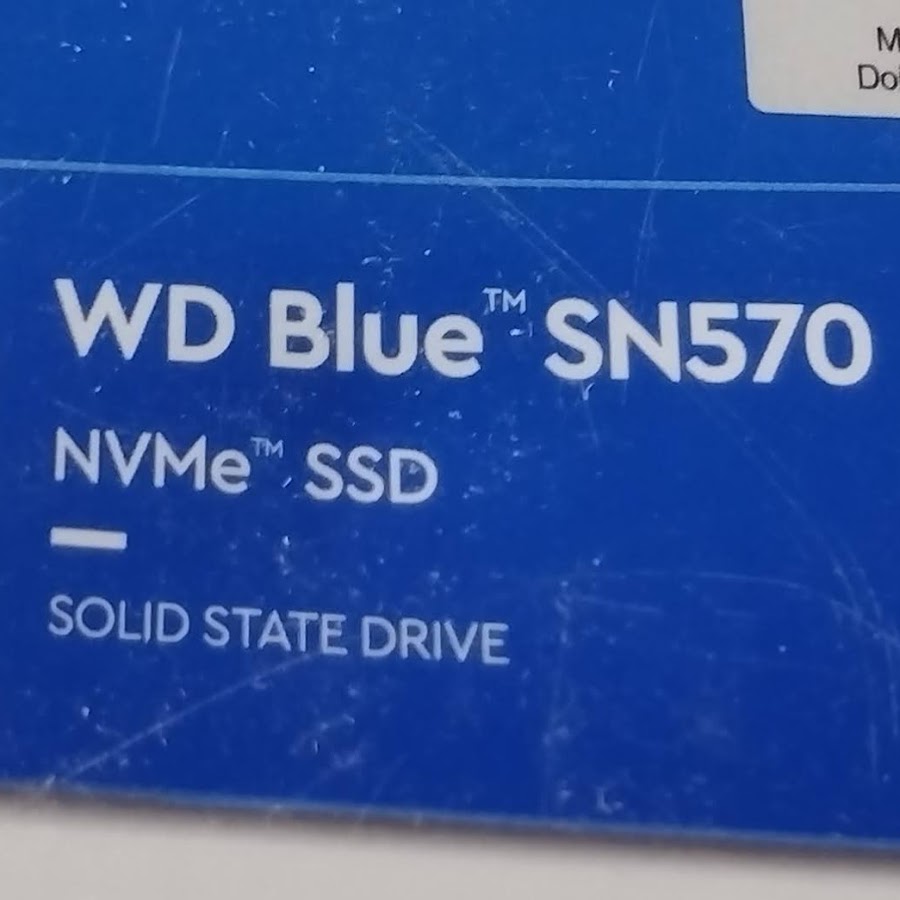 WD Blue™ SN570
NVMe™ SSD
SOLID STATE DRIVE